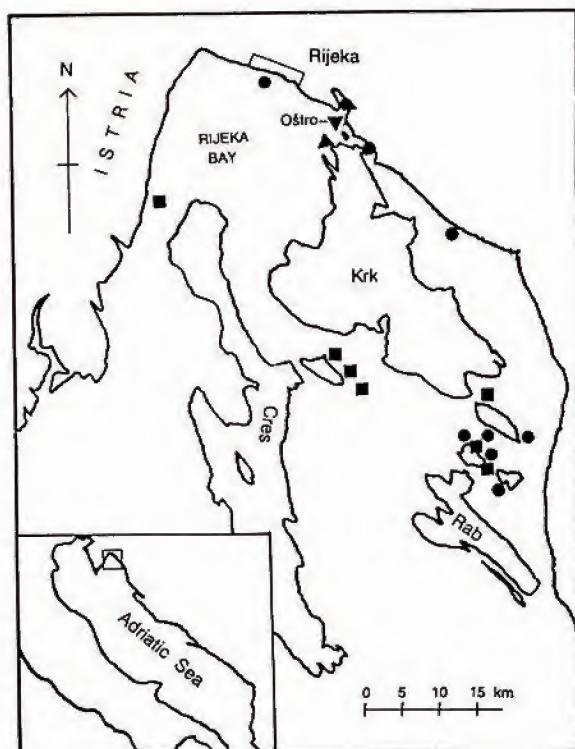 Rijeka
N
Oštro
ISTRIA
RIJEKA
BAY
Krk
Cres
Rab
Adriatic Sea
0 5 10 15 km